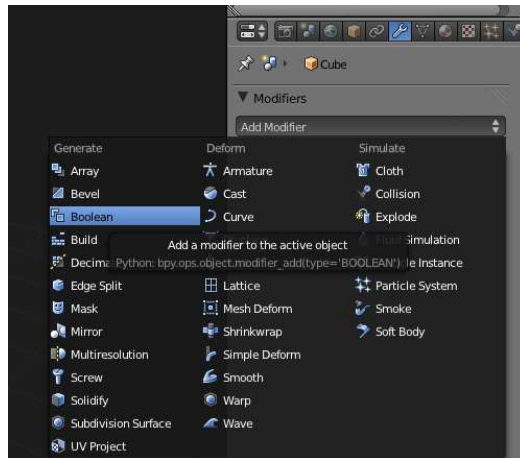 Cube
Modifiers
Add Modifier
Generate Deform Simulate
Array Armature Cloth
Bevel Cast Collision
Boolean Curve Explode
Build Simulation
Add a modifier to the active object
Decima le Instance
Python: bpy.ops.object.modifier_add(type='BOOLEAN')
Edge Split Lattice Particle System
Mask Mesh Deform Smoke
Mirror Shrinkwrap Soft Body
Multiresolution Simple Deform
Screw Smooth
Solidify Warp
Subdivision Surface Wave
UV Project